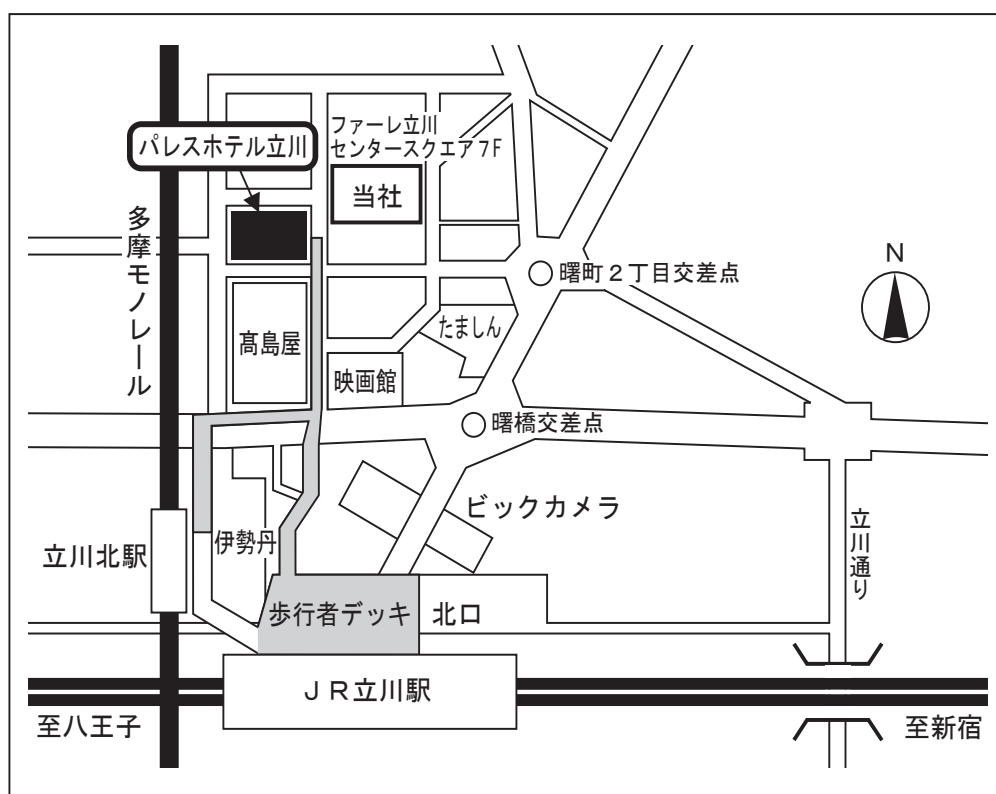 ファーレ立川
センタースクエア7F
パレスホテル立川
当社
多摩モノレール
N
曙町2丁目交差点
たましん
髙島屋
映画館
曙橋交差点
ビックカメラ
立川通り
伊勢丹
立川北駅
歩行者デッキ
北口
JR立川駅
至八王子
至新宿